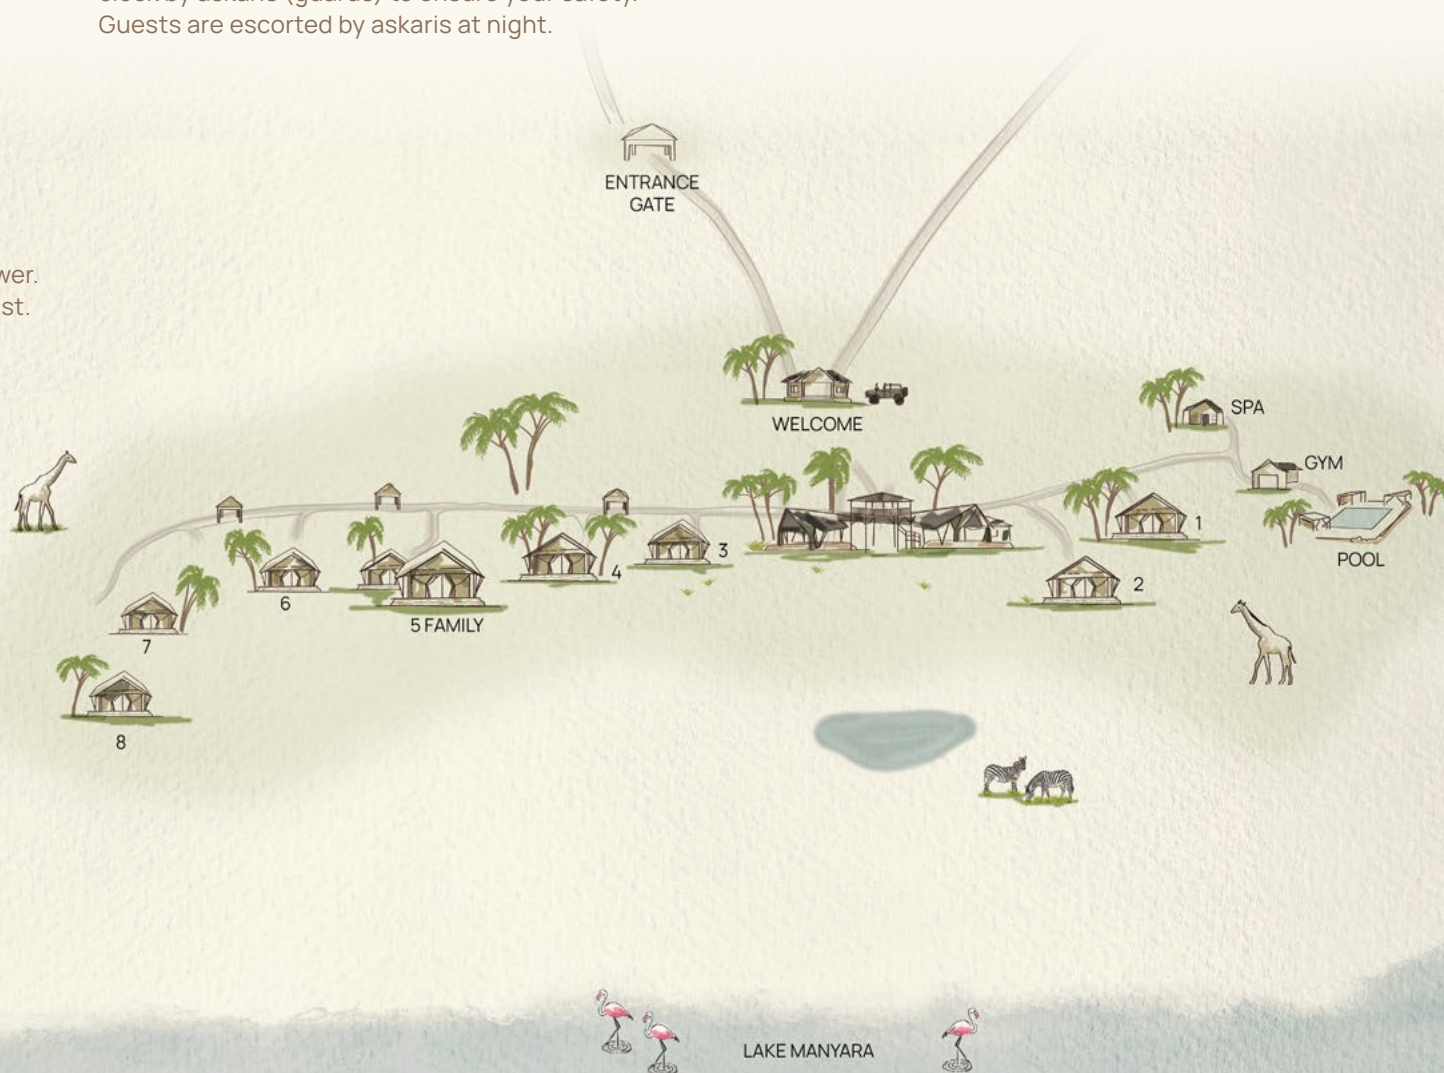 Guests are escorted by askaris at night.
ENTRANCE
GATE
st.
WELCOME
SPA
GYM
POOL
1
2
3
4
5 FAMILY
6
7
8
LAKE MANYARA